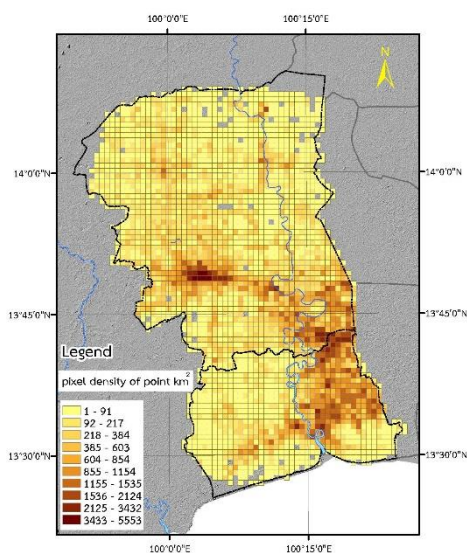 100°0'0"E 100°15'0"E
N
14°0'0"N 14°0'0"N
13°45'0"N 13°45'0"N
Legend
pixel density of point km2
1 - 91
92 - 217
218 - 384
385 - 603
604 - 854
855 - 1154
1155 - 1535
1536 - 2124
2125 - 3432
3433 - 5553
13°30'0"N 13°30'0"N
100°0'0"E 100°15'0"E